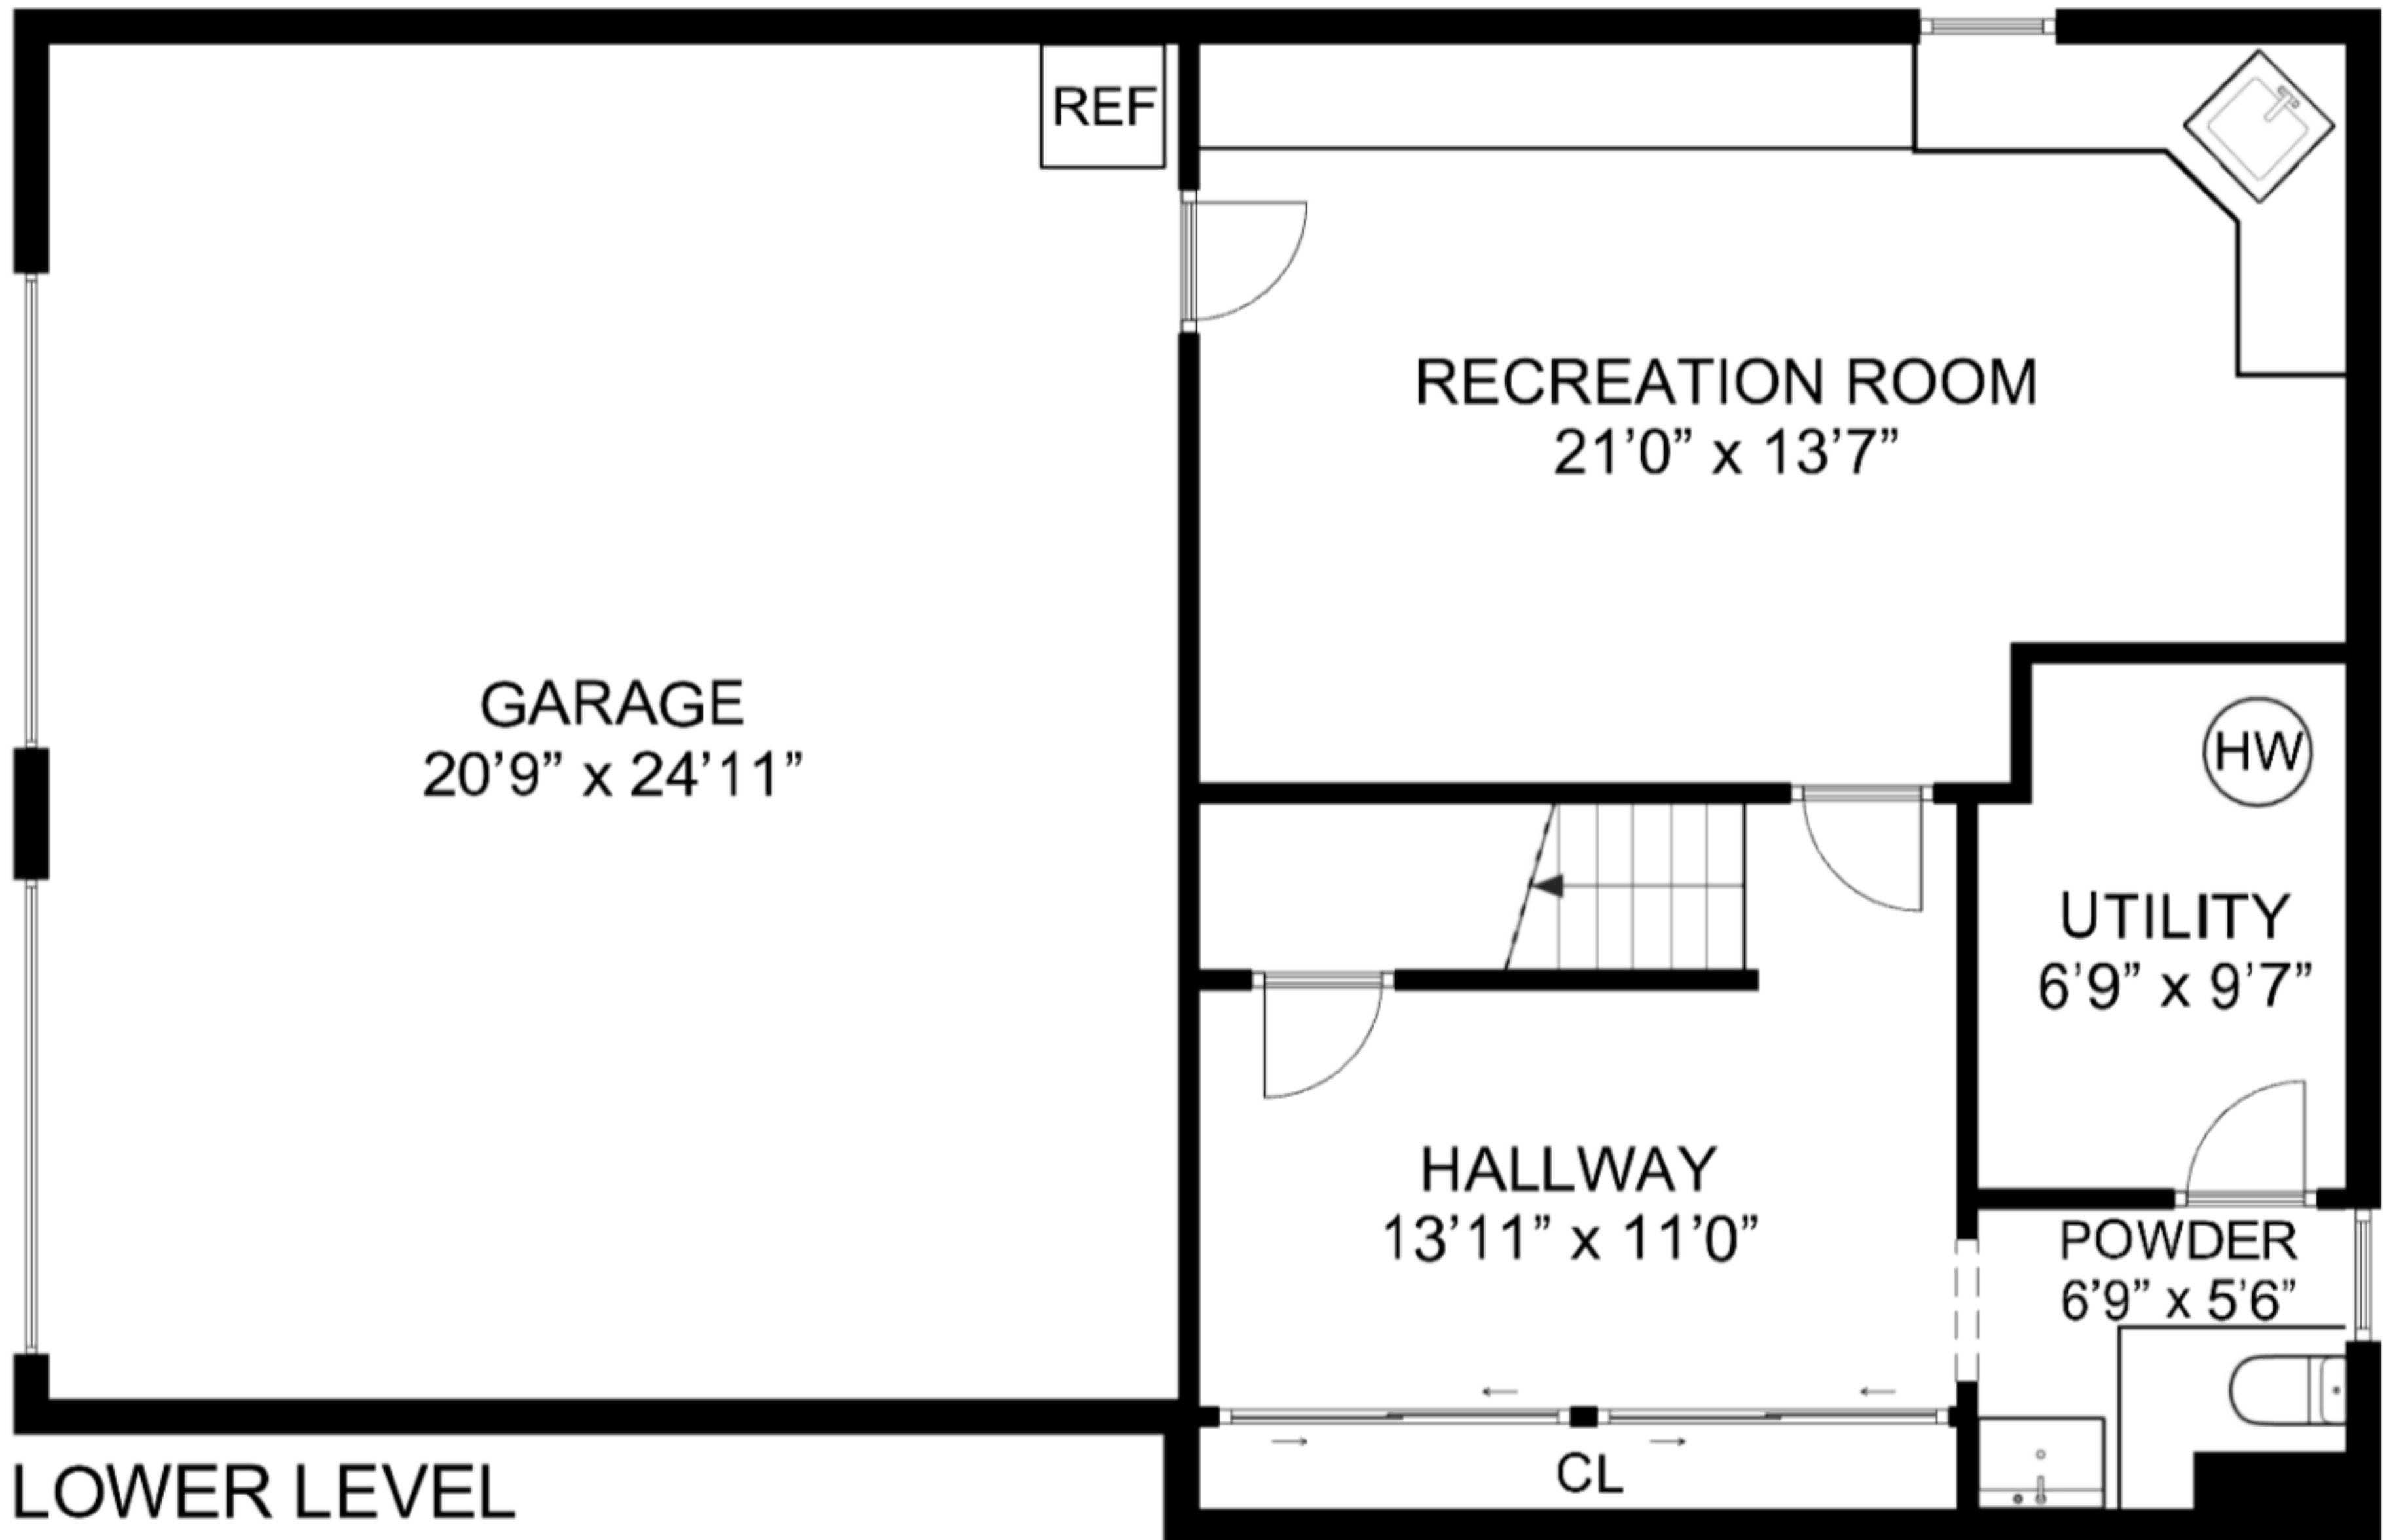 REF
RECREATION ROOM
21’0” x 13’7”
GARAGE
20’9” x 24’11”
HW
UTILITY
6’9” x 9’7”
HALLWAY
13’11” x 11’0”
POWDER
6’9” x 5’6”
CL
LOWER LEVEL